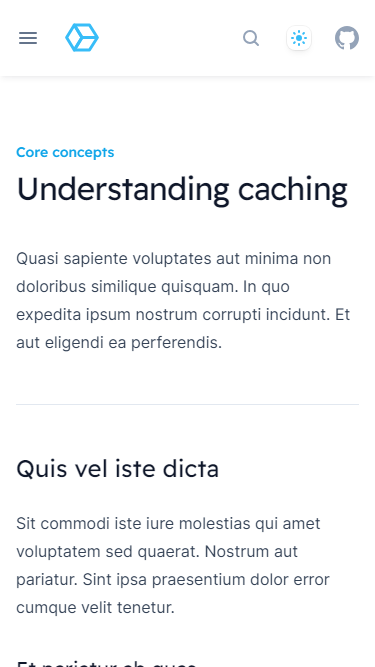 Core concepts
Understanding caching
Quasi sapiente voluptates aut minima non
doloribus similique quisquam. In quo
expedita ipsum nostrum corrupti incidunt. Et
aut eligendi ea perferendis.
Quis vel iste dicta
Sit commodi iste iure molestias qui amet
voluptatem sed quaerat. Nostrum aut
pariatur. Sint ipsa praesentium dolor error
cumque velit tenetur.